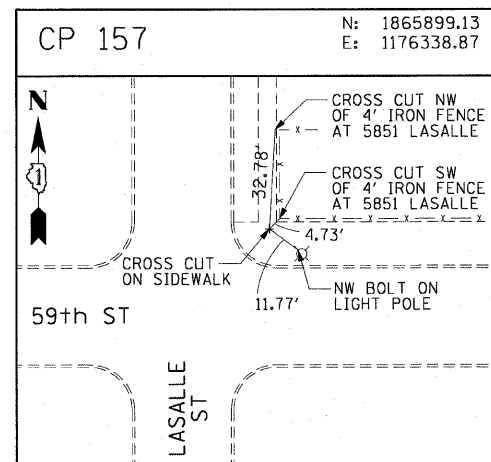 CP 157
N: 1865899.13
E: 1176338.87
N
1
CROSS CUT NW
OF 4' IRON FENCE
AT 5851 LASALLE
32.78'
CROSS CUT SW
OF 4' IRON FENCE
AT 5851 LASALLE
4.73'
CROSS CUT
ON SIDEWALK
11.77'
NW BOLT ON
LIGHT POLE
59th ST
LASALLE
ST